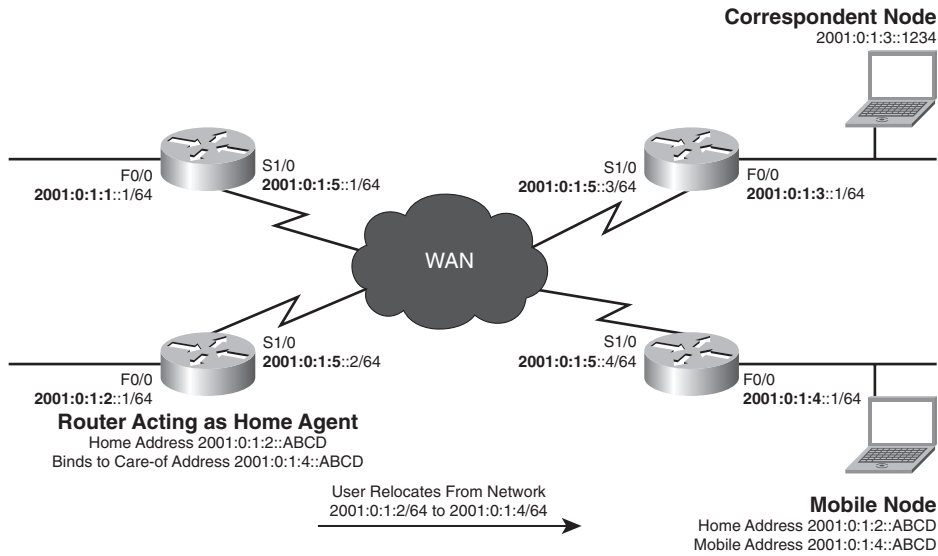 Correspondent Node
2001:0:1:3::1234
F0/0
2001:0:1:1::1/64
S1/0
2001:0:1:5::1/64
S1/0
2001:0:1:5::3/64
F0/0
2001:0:1:3::1/64
WAN
F0/0
2001:0:1:2::1/64
S1/0
2001:0:1:5::2/64
S1/0
2001:0:1:5::4/64
F0/0
2001:0:1:4::1/64
Router Acting as Home Agent
Home Address 2001:0:1:2::ABCD
Binds to Care-of Address 2001:0:1:4::ABCD
User Relocates From Network
2001:0:1:2/64 to 2001:0:1:4/64
Mobile Node
Home Address 2001:0:1:2::ABCD
Mobile Address 2001:0:1:4::ABCD